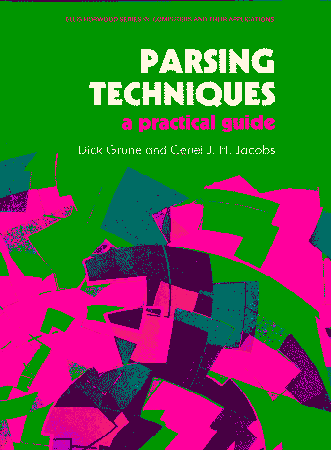 PARSING
TECHNIQUES
a practical guide
Dick Grune and Ceriel J. H. Jacobs